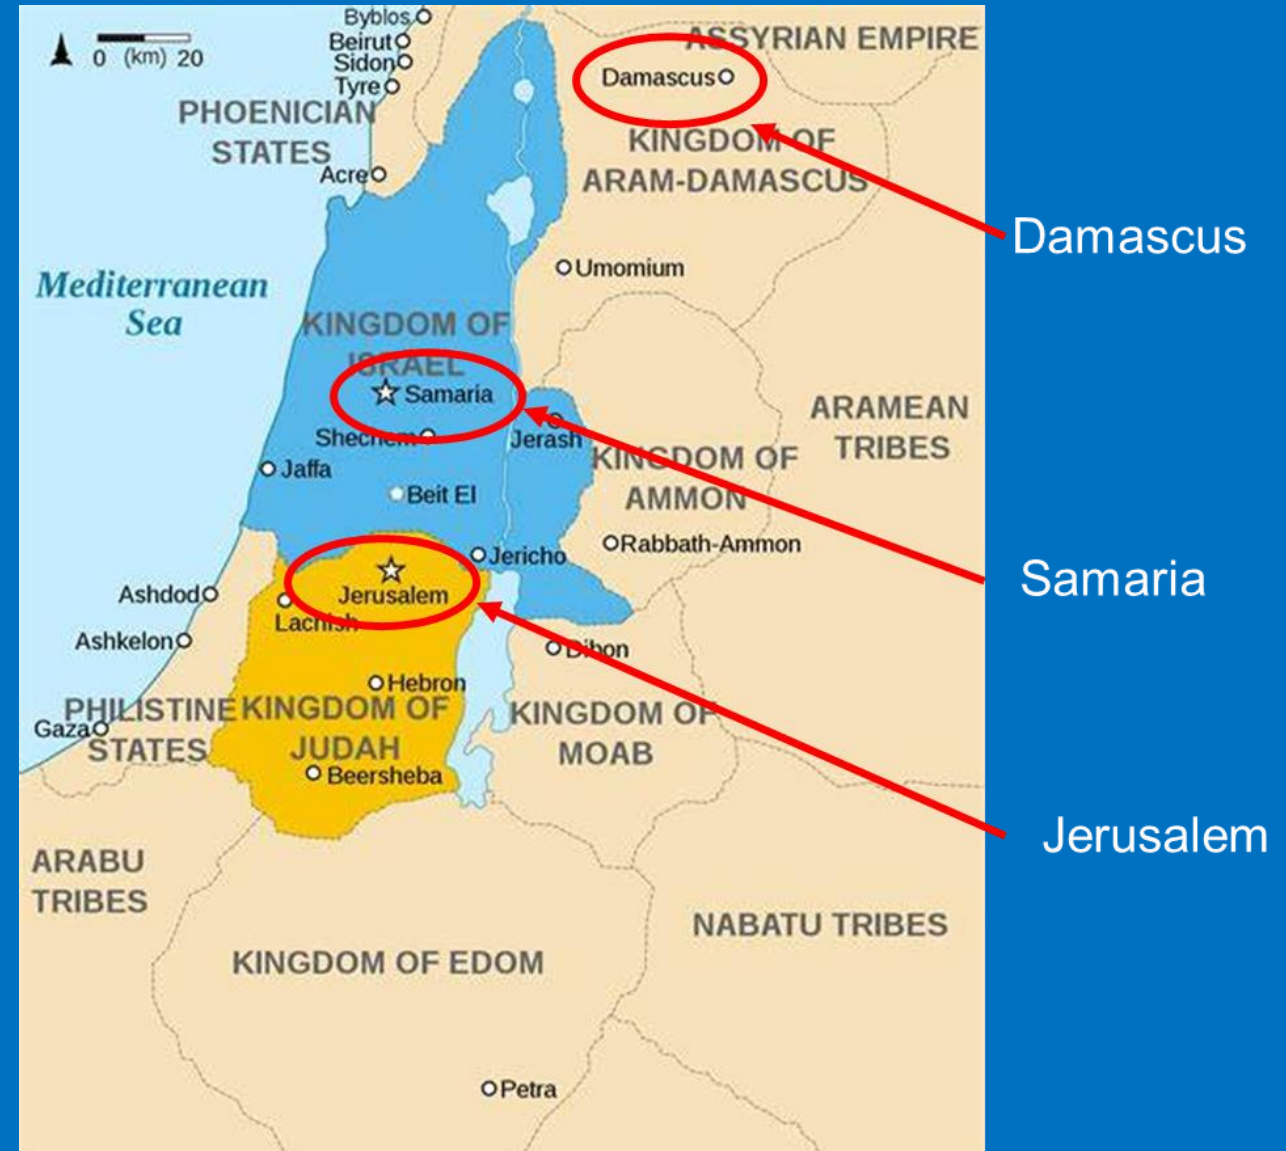 Byblos
Beirut
Sidon
Tyre
0 (km) 20
ASSYRIAN EMPIRE
Damascus
PHOENICIAN
STATES
KINGDOM OF
ARAM-DAMASCUS
Acre
Damascus
Umomium
Mediterranean
Sea
KINGDOM OF
ISRAEL
Samaria
Shechem
Jerash
ARAMEAN
TRIBES
Jaffa
KINGDOM OF
AMMON
Beit El
Jericho
Rabbath-Ammon
Samaria
Ashdod
Jerusalem
Lachish
Ashkelon
Dibon
Hebron
PHILISTINE
STATES
Gaza
KINGDOM OF
JUDAH
KINGDOM OF
MOAB
Beersheba
Jerusalem
ARABU
TRIBES
NABATU TRIBES
KINGDOM OF EDOM
Petra